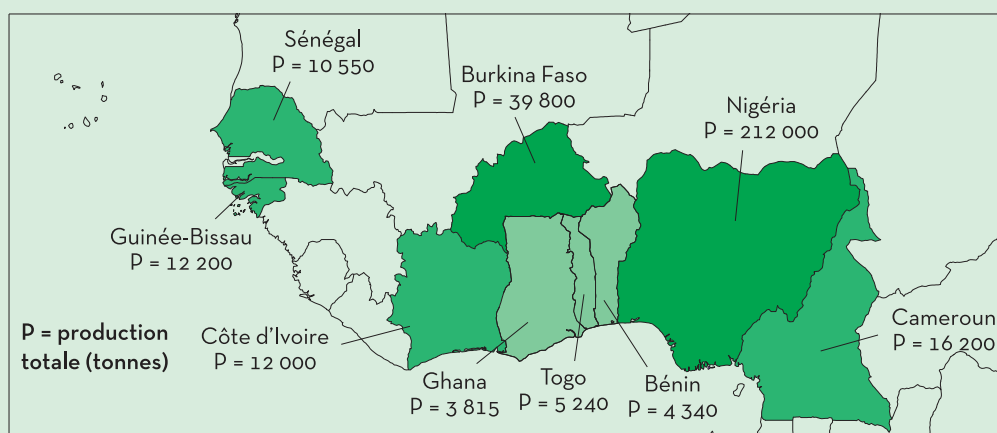 Sénégal
P = 10 550
Burkina Faso
P = 39 800
Nigéria
P = 212 000
Guinée-Bissau
P = 12 200
P = production
totale (tonnes)
Côte d'Ivoire
P = 12 000
Ghana
P = 3 815
Togo
P = 5 240
Bénin
P = 4 340
Cameroun
P = 16 200